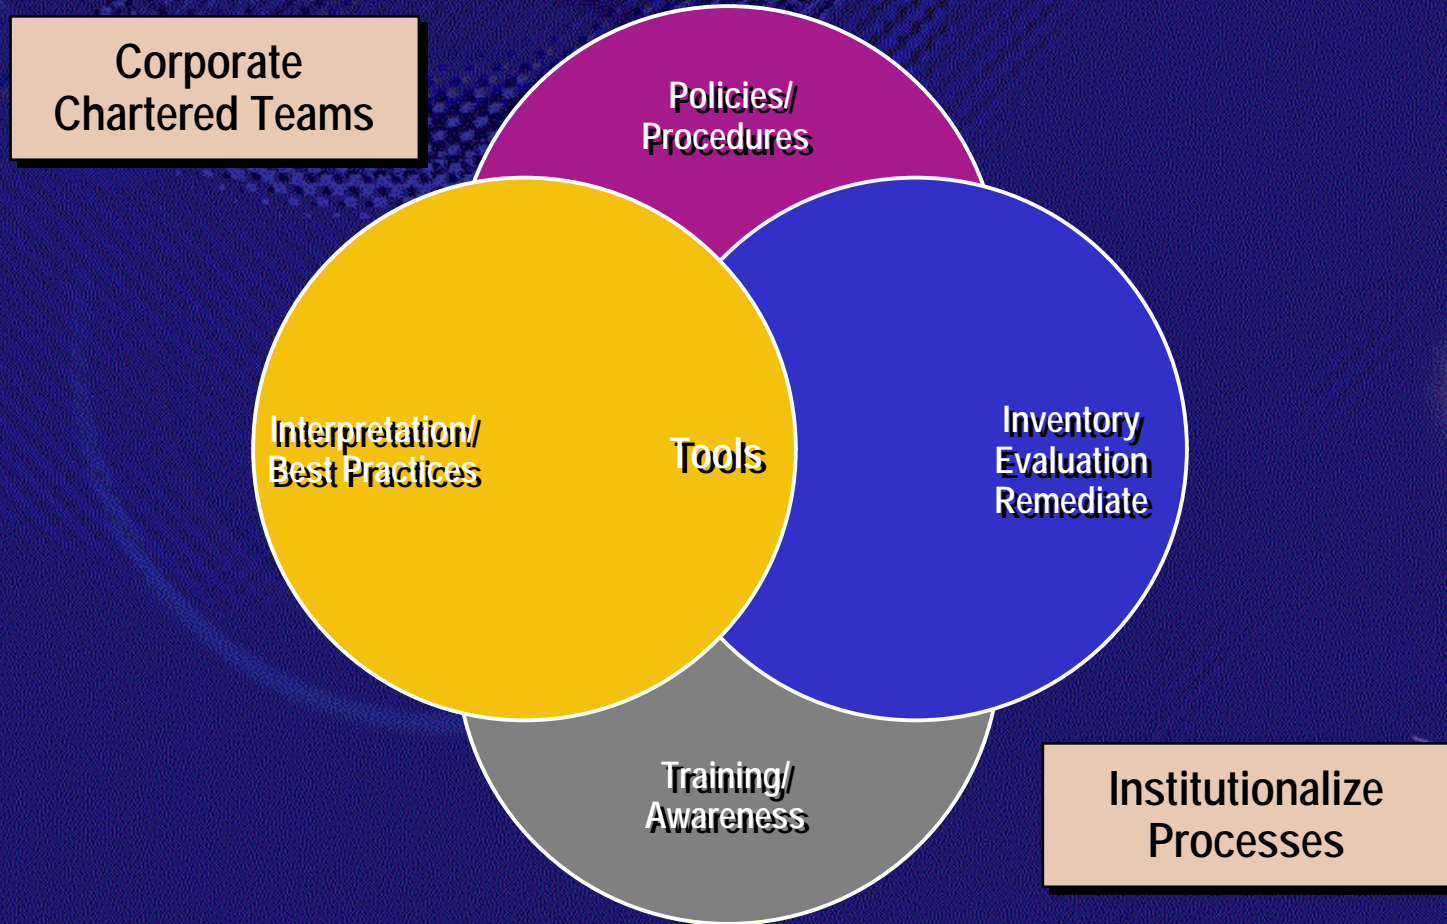 Corporate
Chartered Teams
Policies/
Procedures
Interpretation/
Best Practices
Tools
Inventory
Evaluation
Remediate
Training/
Awareness
Institutionalize
Processes